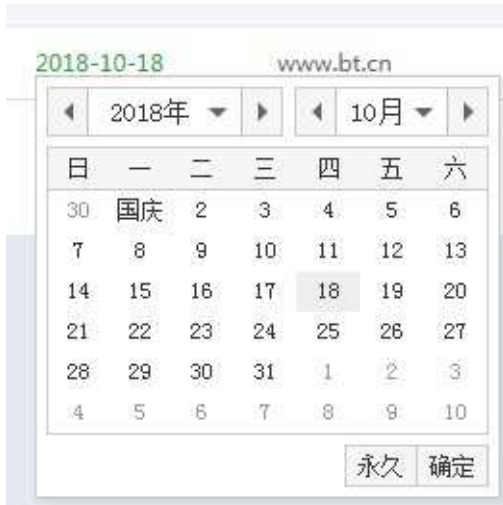 2018-10-18 www.bt.cn
2018年 10月
日 一 二 三 四 五 六
30 国庆 2 3 4 5 6
7 8 9 10 11 12 13
14 15 16 17 18 19 20
21 22 23 24 25 26 27
28 29 30 31 1 2 3
4 5 6 7 8 9 10
永久 确定